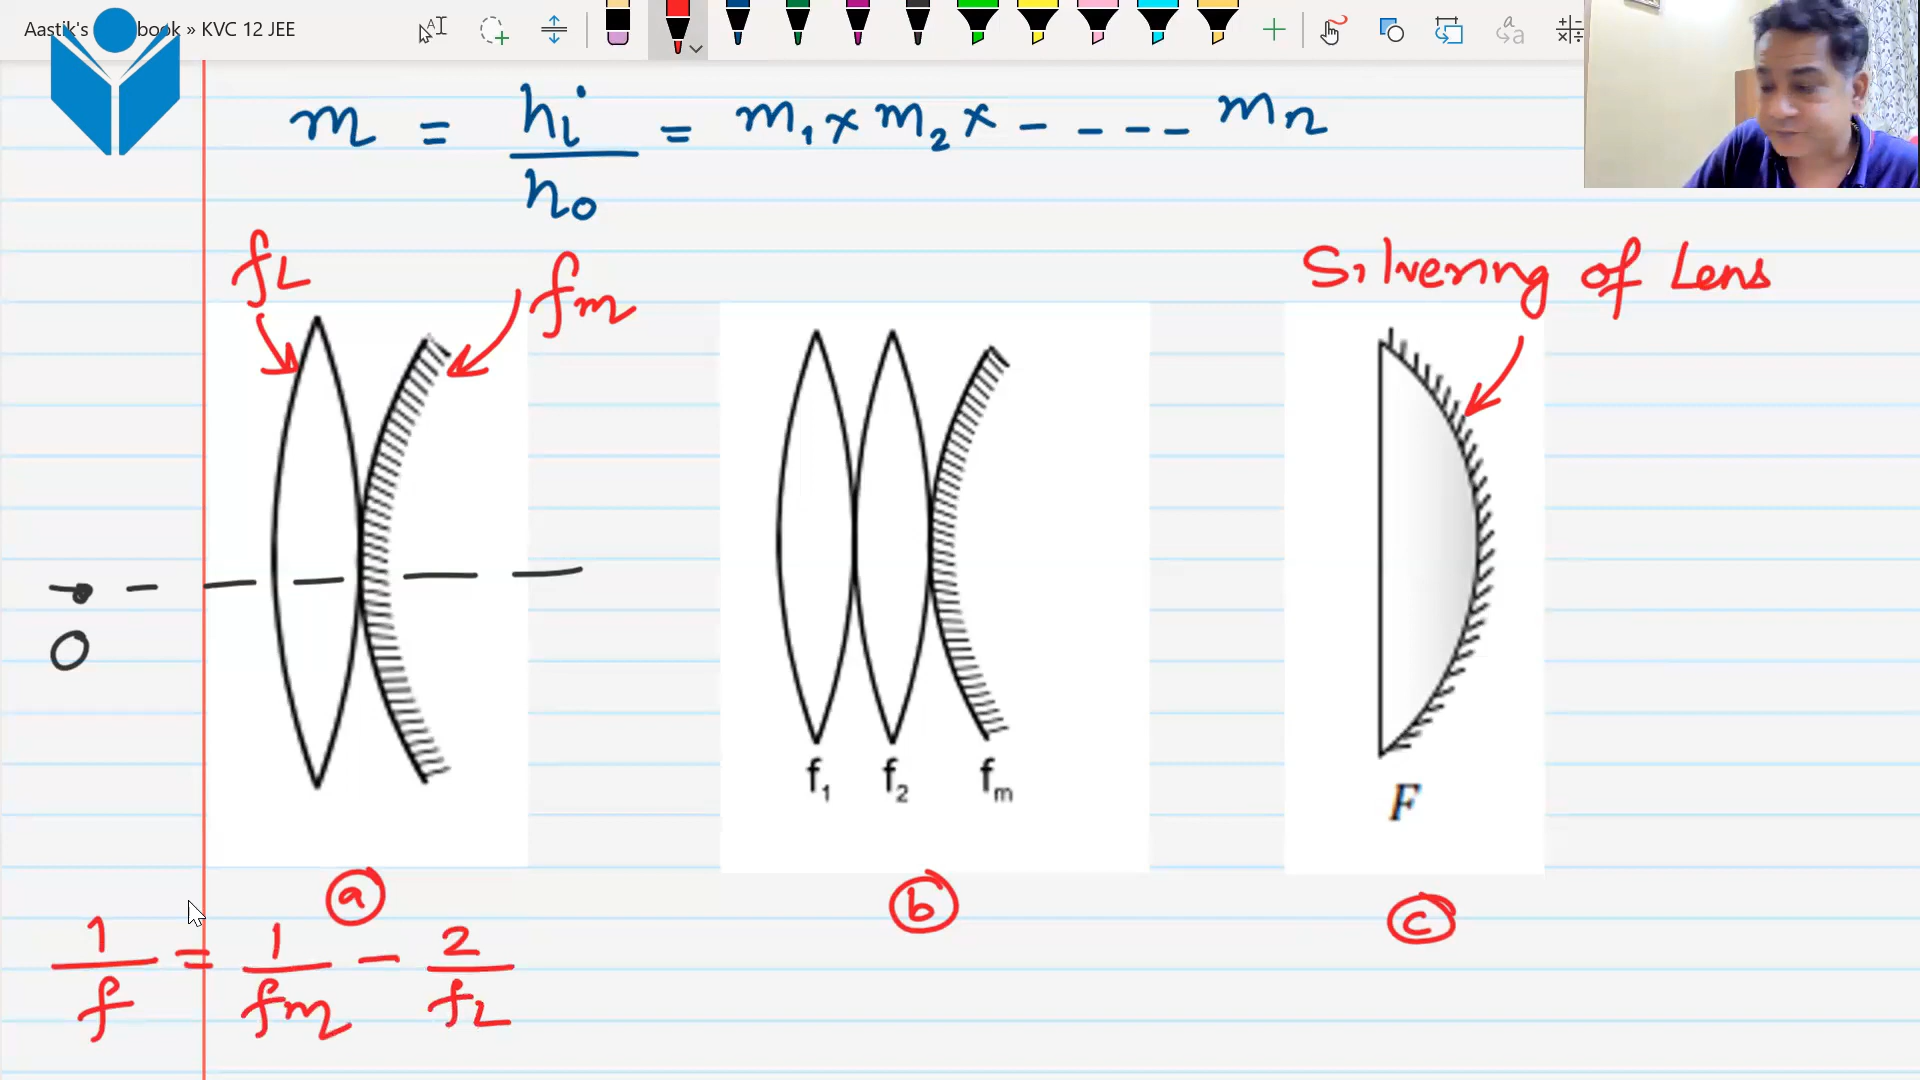 Aastik's book » KVC 12 JEE
m = hi/ho = m1 × m2 × - - - - - mn
fL
fm
Silvering of Lens
O
f1 f2 fm
F
a
b
c
1/f = 1/fm - 2/fL